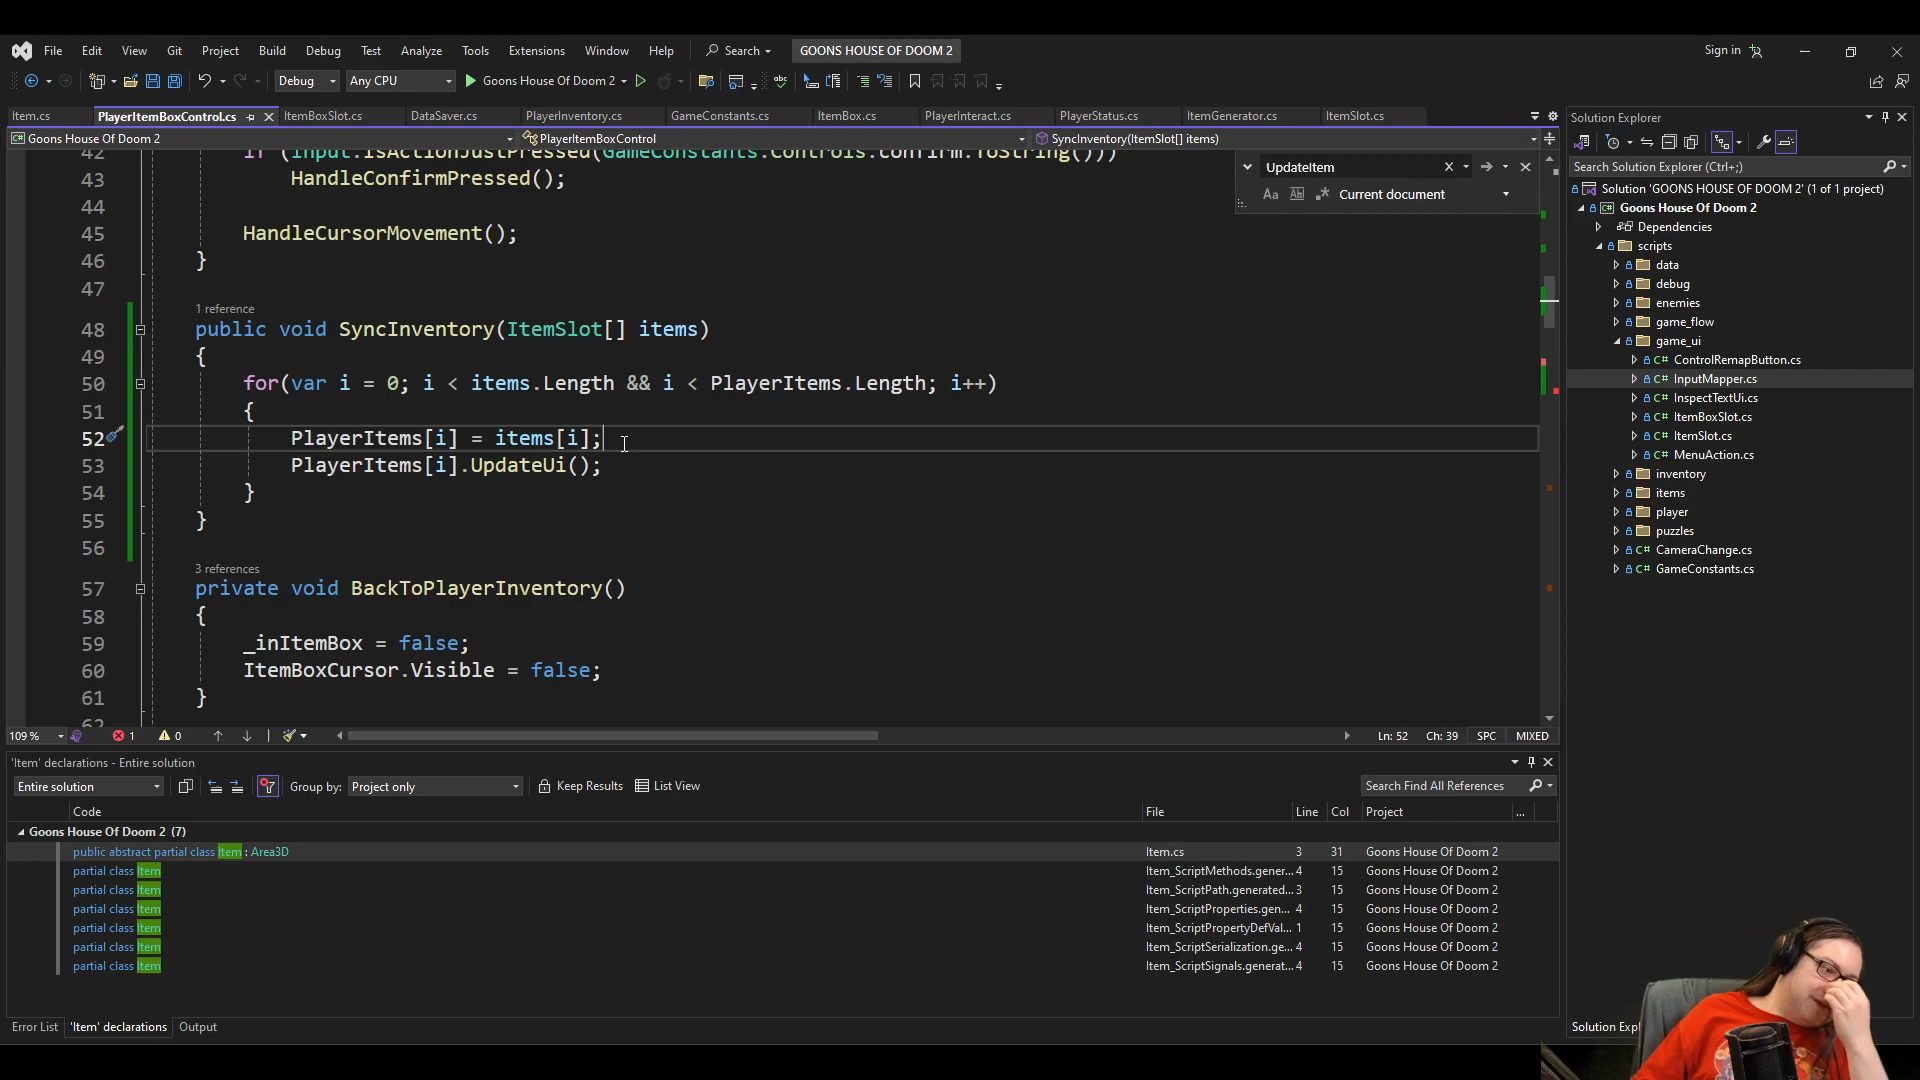 File Edit View Git Project Build Debug Test Analyze Tools Extensions Window Help Search GOONS HOUSE OF DOOM 2 Sign in
Debug Any CPU Goons House Of Doom 2
Item.cs PlayerItemBoxControl.cs ItemBoxSlot.cs DataSaver.cs PlayerInventory.cs GameConstants.cs ItemBox.cs PlayerInteract.cs PlayerStatus.cs ItemGenerator.cs ItemSlot.cs
Goons House Of Doom 2 PlayerItemBoxControl SyncInventory(ItemSlot[] items)
UpdateItem
Current document
42 if (Input.IsActionJustPressed(GameConstants.Controls.confirm.ToString()))
43 HandleConfirmPressed();
44
45 HandleCursorMovement();
46 }
47
1 reference
48 public void SyncInventory(ItemSlot[] items)
49 {
50 for(var i = 0; i < items.Length && i < PlayerItems.Length; i++)
51 {
52 PlayerItems[i] = items[i];
53 PlayerItems[i].UpdateUi();
54 }
55 }
56
3 references
57 private void BackToPlayerInventory()
58 {
59 _inItemBox = false;
60 ItemBoxCursor.Visible = false;
61 }
62
109 % 1 0 Ln: 52 Ch: 39 SPC MIXED
'Item' declarations - Entire solution
Entire solution Group by: Project only Keep Results List View Search Find All References
Code File Line Col Project ...
Goons House Of Doom 2 (7)
public abstract partial class Item : Area3D Item.cs 3 31 Goons House Of Doom 2
partial class Item Item_ScriptMethods.gener... 4 15 Goons House Of Doom 2
partial class Item Item_ScriptPath.generated... 3 15 Goons House Of Doom 2
partial class Item Item_ScriptProperties.gen... 4 15 Goons House Of Doom 2
partial class Item Item_ScriptPropertyDefVal... 1 15 Goons House Of Doom 2
partial class Item Item_ScriptSerialization.ge... 4 15 Goons House Of Doom 2
partial class Item Item_ScriptSignals.generat... 4 15 Goons House Of Doom 2
Error List 'Item' declarations Output
Solution Explorer
Search Solution Explorer (Ctrl+;)
Solution 'GOONS HOUSE OF DOOM 2' (1 of 1 project)
Goons House Of Doom 2
Dependencies
scripts
data
debug
enemies
game_flow
game_ui
C# ControlRemapButton.cs
C# InputMapper.cs
C# InspectTextUi.cs
C# ItemBoxSlot.cs
C# ItemSlot.cs
C# MenuAction.cs
inventory
items
player
puzzles
C# CameraChange.cs
C# GameConstants.cs
Solution Expl